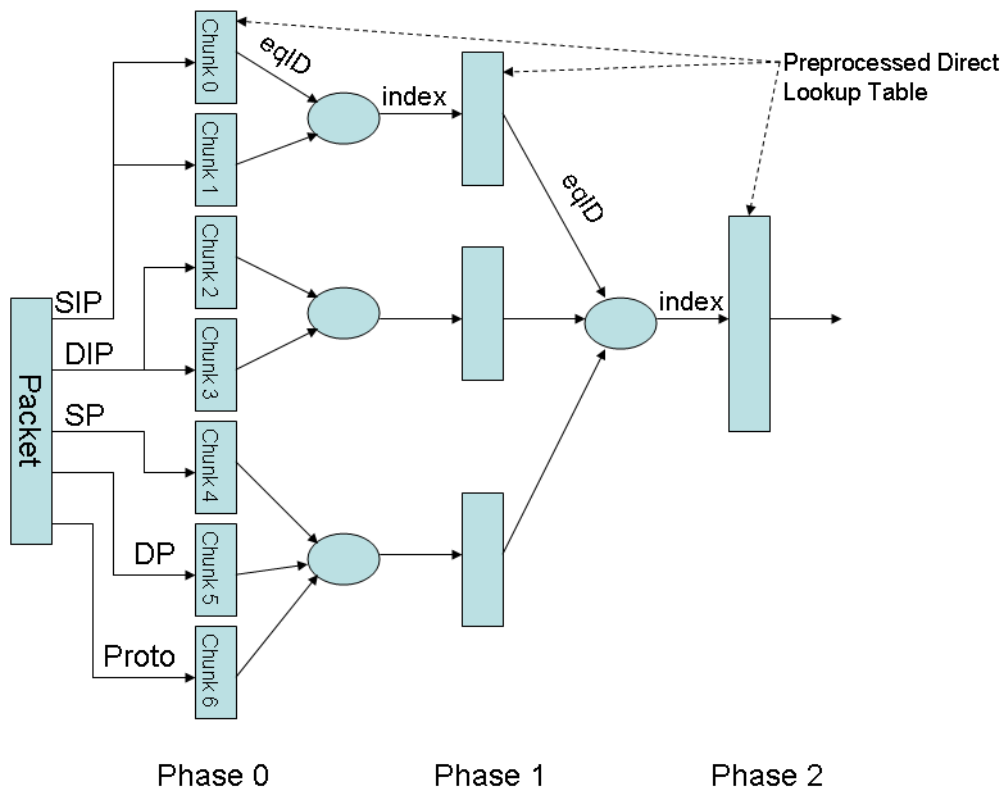 Chunk 0
eqID
index
Preprocessed Direct
Lookup Table
Chunk 1
eqID
Chunk 2
SIP
index
DIP
Chunk 3
Packet
SP
Chunk 4
DP
Chunk 5
Proto
Chunk 6
Phase 0
Phase 1
Phase 2